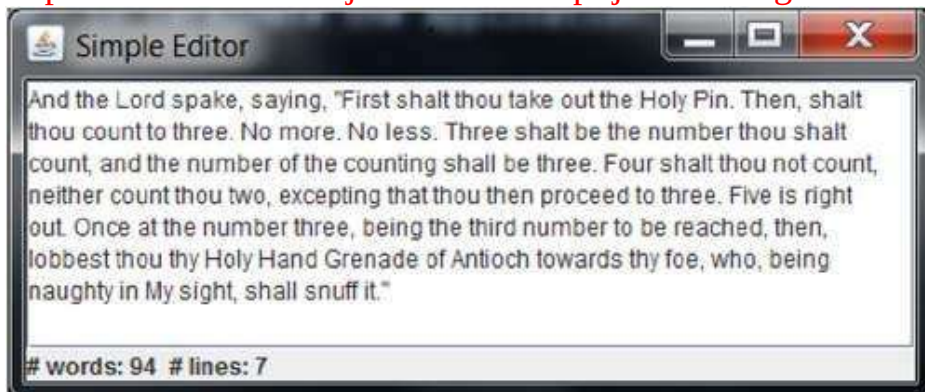 Simple Editor
And the Lord spake, saying, "First shalt thou take out the Holy Pin. Then, shalt
thou count to three. No more. No less. Three shalt be the number thou shalt
count, and the number of the counting shall be three. Four shalt thou not count,
neither count thou two, excepting that thou then proceed to three. Five is right
out. Once at the number three, being the third number to be reached, then,
lobbest thou thy Holy Hand Grenade of Antioch towards thy foe, who, being
naughty in My sight, shall snuff it."
# words: 94 # lines: 7